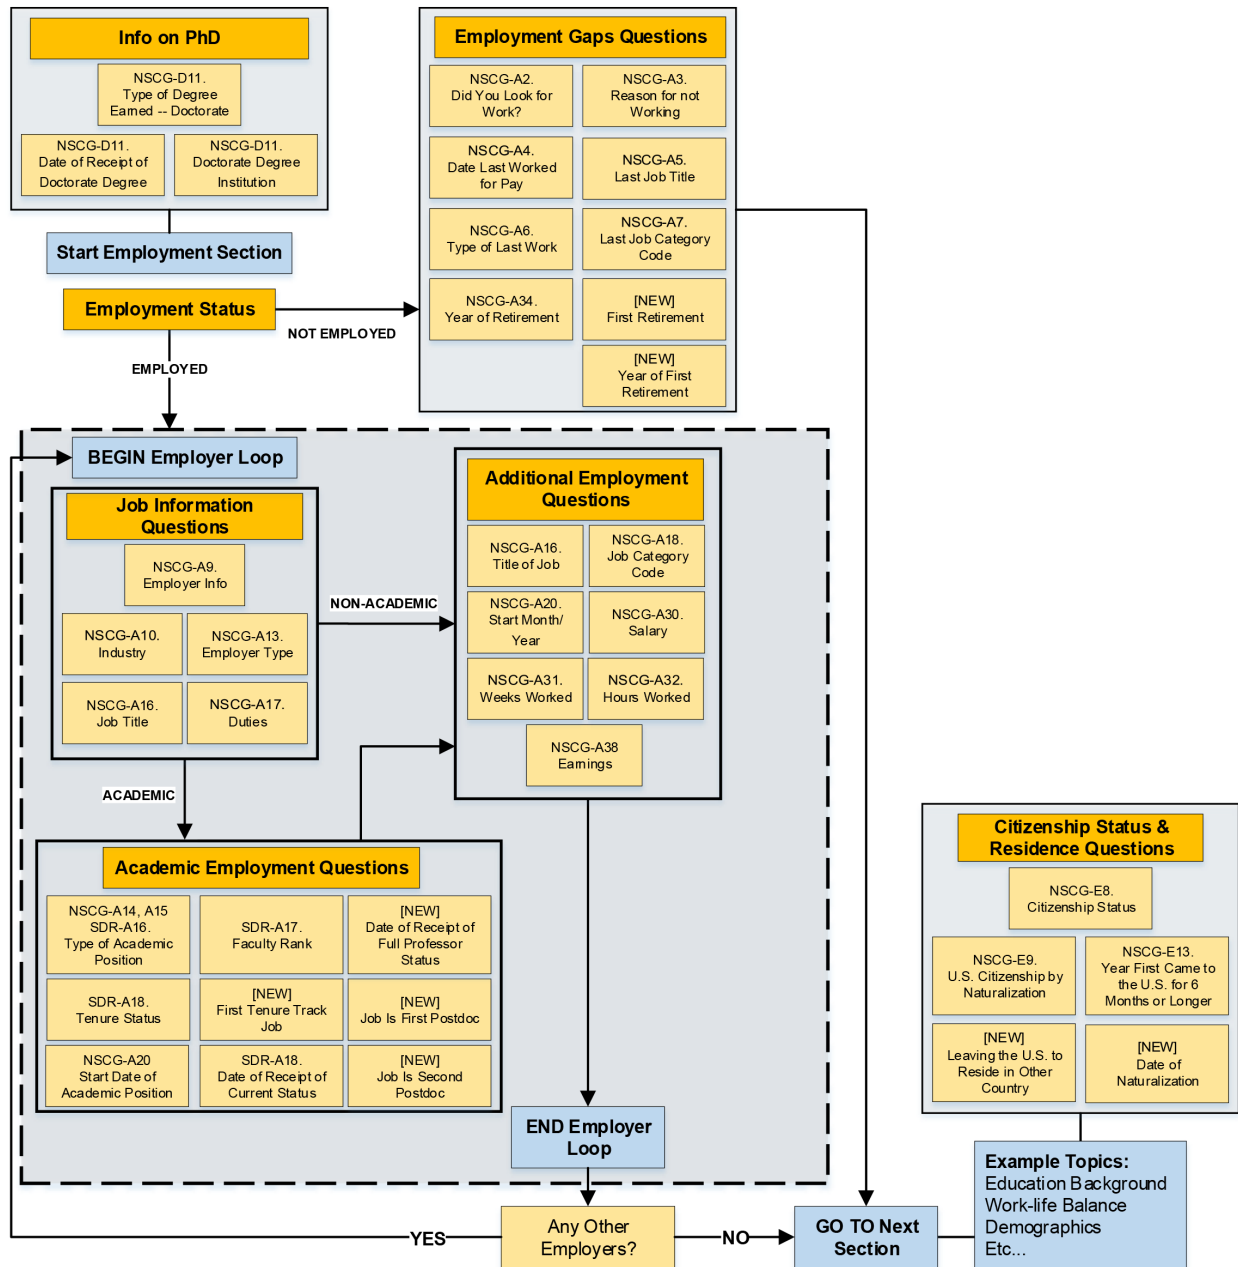 Info on PhD
NSCG-D11.
Type of Degree
Earned -- Doctorate
NSCG-D11.
Date of Receipt of
Doctorate Degree
NSCG-D11.
Doctorate Degree
Institution
Start Employment Section
Employment Status
NOT EMPLOYED
EMPLOYED
Employment Gaps Questions
NSCG-A2.
Did You Look for
Work?
NSCG-A3.
Reason for not
Working
NSCG-A4.
Date Last Worked
for Pay
NSCG-A5.
Last Job Title
NSCG-A6.
Type of Last Work
NSCG-A7.
Last Job Category
Code
NSCG-A34.
Year of Retirement
[NEW]
First Retirement
[NEW]
Year of First
Retirement
BEGIN Employer Loop
Job Information
Questions
NSCG-A9.
Employer Info
NSCG-A10.
Industry
NSCG-A13.
Employer Type
NSCG-A16.
Job Title
NSCG-A17.
Duties
NON-ACADEMIC
ACADEMIC
Additional Employment
Questions
NSCG-A16.
Title of Job
NSCG-A18.
Job Category
Code
NSCG-A20.
Start Month/
Year
NSCG-A30.
Salary
NSCG-A31.
Weeks Worked
NSCG-A32.
Hours Worked
NSCG-A38
Earnings
Academic Employment Questions
NSCG-A14, A15
SDR-A16.
Type of Academic
Position
SDR-A17.
Faculty Rank
[NEW]
Date of Receipt of
Full Professor
Status
SDR-A18.
Tenure Status
[NEW]
First Tenure Track
Job
[NEW]
Job Is First Postdoc
NSCG-A20
Start Date of
Academic Position
SDR-A18.
Date of Receipt of
Current Status
[NEW]
Job Is Second
Postdoc
END Employer
Loop
Any Other
Employers?
YES
NO
GO TO Next
Section
Citizenship Status &
Residence Questions
NSCG-E8.
Citizenship Status
NSCG-E9.
U.S. Citizenship by
Naturalization
NSCG-E13.
Year First Came to
the U.S. for 6
Months or Longer
[NEW]
Leaving the U.S. to
Reside in Other
Country
[NEW]
Date of
Naturalization
Example Topics:
Education Background
Work-life Balance
Demographics
Etc...